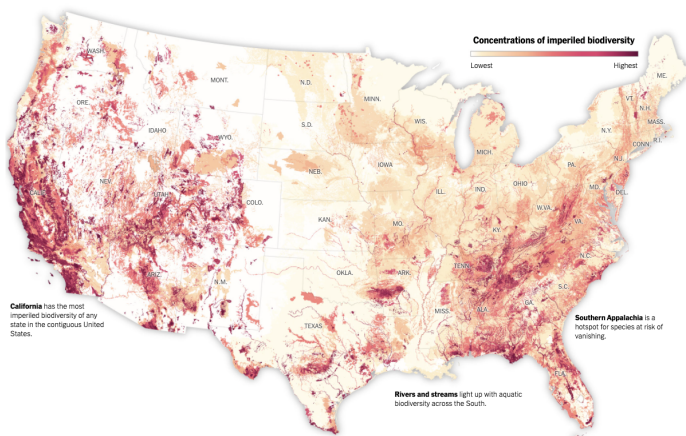 Concentrations of imperiled biodiversity
Lowest Highest
WASH.
MONT.
N.D.
MINN.
ME.
VT.
N.H.
ORE.
IDAHO
S.D.
WIS.
N.Y.
MASS.
R.I.
CONN.
WYO.
MICH.
IOWA
PA.
N.J.
NEB.
NEV.
UTAH
COLO.
ILL.
IND.
OHIO
MD.
DEL.
CALIF.
KAN.
MO.
W.VA.
VA.
KY.
ARIZ.
N.M.
OKLA.
ARK.
TENN.
N.C.
S.C.
MISS.
ALA.
GA.
TEXAS
LA.
FLA.
California has the most
imperiled biodiversity of any
state in the contiguous United
States.
Southern Appalachia is a
hotspot for species at risk of
vanishing.
Rivers and streams light up with aquatic
biodiversity across the South.